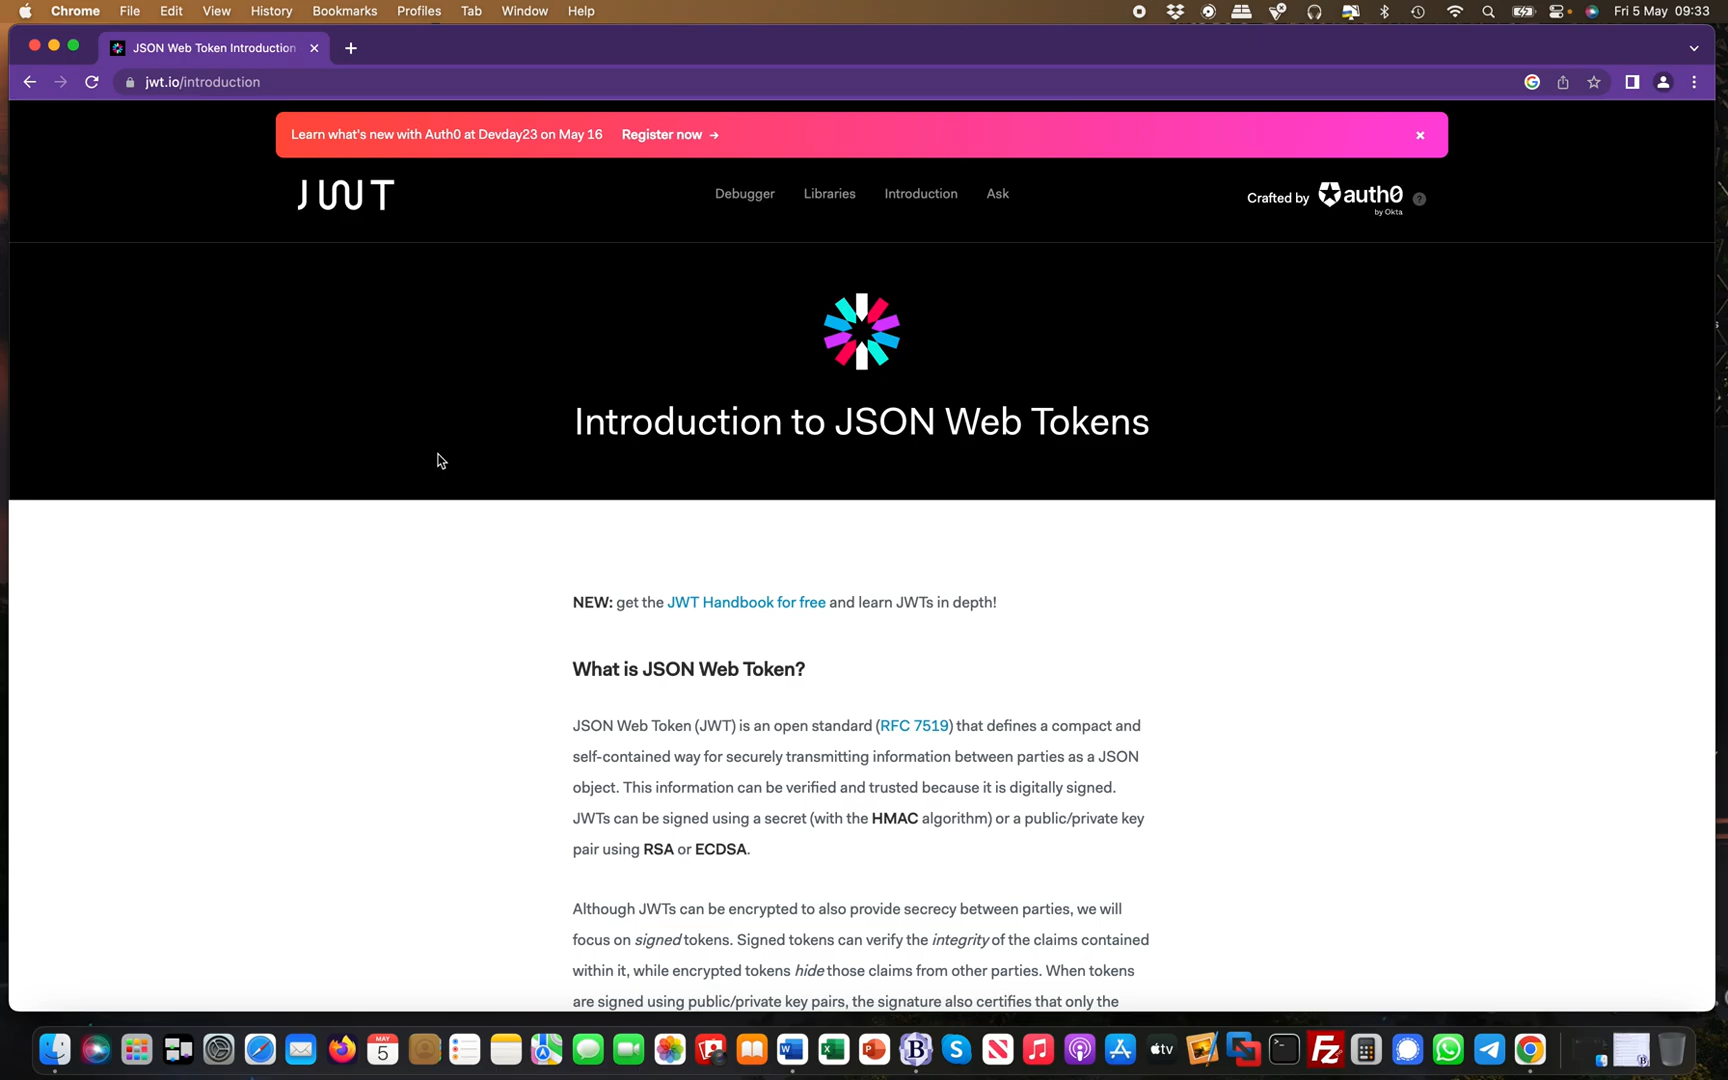 Chrome File Edit View History Bookmarks Profiles Tab Window Help Fri 5 May 09:33
JSON Web Token Introduction
jwt.io/introduction
Learn what's new with Auth0 at Devday23 on May 16 Register now →
JWT Debugger Libraries Introduction Ask Crafted by auth0
by Okta
Introduction to JSON Web Tokens
NEW: get the JWT Handbook for free and learn JWTs in depth!
What is JSON Web Token?
JSON Web Token (JWT) is an open standard (RFC 7519) that defines a compact and
self-contained way for securely transmitting information between parties as a JSON
object. This information can be verified and trusted because it is digitally signed.
JWTs can be signed using a secret (with the HMAC algorithm) or a public/private key
pair using RSA or ECDSA.
Although JWTs can be encrypted to also provide secrecy between parties, we will
focus on signed tokens. Signed tokens can verify the integrity of the claims contained
within it, while encrypted tokens hide those claims from other parties. When tokens
are signed using public/private key pairs, the signature also certifies that only the
MAY
5
tv